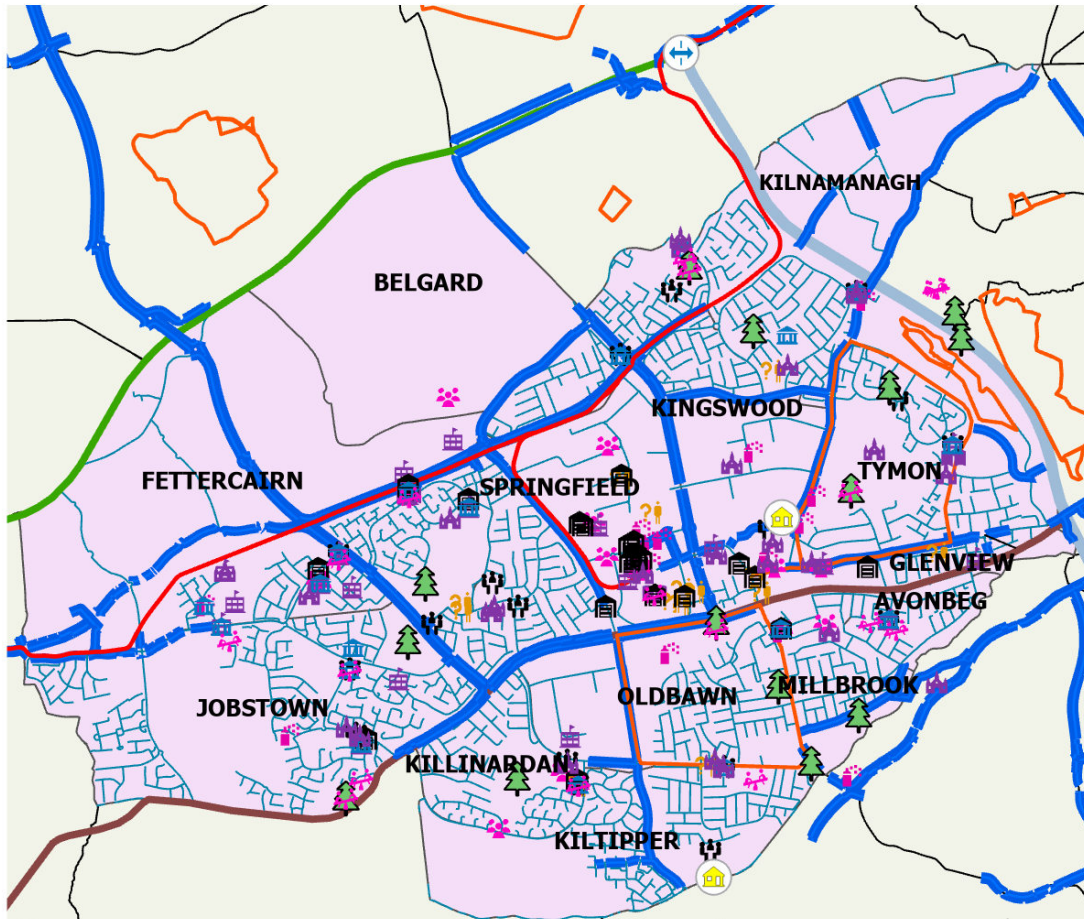 KILNAMANAGH
BELGARD
KINGSWOOD
TYMON
FETTERCAIRN
SPRINGFIELD
GLENVIEW
AVONBEG
MILLBROOK
OLDBAWN
JOBSTOWN
KILLINARDAN
KILTIPPER